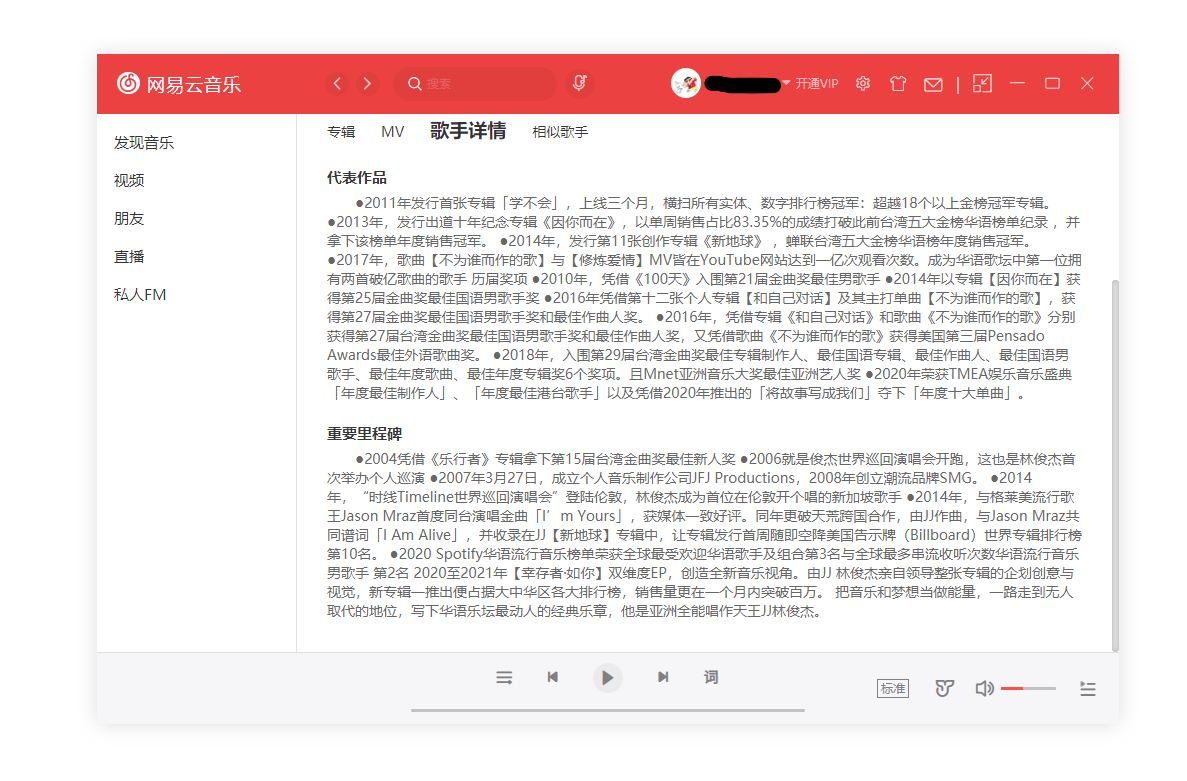 网易云音乐
搜索
开通VIP
发现音乐
视频
朋友
直播
私人FM
专辑 MV 歌手详情 相似歌手
代表作品
●2011年发行首张专辑「学不会」，上线三个月，横扫所有实体、数字排行榜冠军：超越18个以上金榜冠军专辑。
●2013年，发行出道十年纪念专辑《因你而在》，以单周销售占比83.35%的成绩打破此前台湾五大金榜华语榜单纪录 ，并
拿下该榜单年度销售冠军。 ●2014年，发行第11张创作专辑《新地球》 ，蝉联台湾五大金榜华语榜年度销售冠军。
●2017年，歌曲【不为谁而作的歌】与【修炼爱情】MV皆在YouTube网站达到一亿次观看次数。成为华语歌坛中第一位拥
有两首破亿歌曲的歌手 历届奖项 ●2010年，凭借《100天》入围第21届金曲奖最佳男歌手 ●2014年以专辑【因你而在】获
得第25届金曲奖最佳国语男歌手奖 ●2016年凭借第十二张个人专辑【和自己对话】及其主打单曲【不为谁而作的歌】，获
得第27届金曲奖最佳国语男歌手奖和最佳作曲人奖。 ●2016年，凭借专辑《和自己对话》和歌曲《不为谁而作的歌》分别
获得第27届台湾金曲奖最佳国语男歌手奖和最佳作曲人奖，又凭借歌曲《不为谁而作的歌》获得美国第三届Pensado
Awards最佳外语歌曲奖。 ●2018年，入围第29届台湾金曲奖最佳专辑制作人、最佳国语专辑、最佳作曲人、最佳国语男
歌手、最佳年度歌曲、最佳年度专辑奖6个奖项。且Mnet亚洲音乐大奖最佳亚洲艺人奖 ●2020年荣获TMEA娱乐音乐盛典
「年度最佳制作人」、「年度最佳港台歌手」以及凭借2020年推出的「将故事写成我们」夺下「年度十大单曲」。
重要里程碑
●2004凭借《乐行者》专辑拿下第15届台湾金曲奖最佳新人奖 ●2006就是俊杰世界巡回演唱会开跑，这也是林俊杰首
次举办个人巡演 ●2007年3月27日，成立个人音乐制作公司JFJ Productions，2008年创立潮流品牌SMG。 ●2014
年，“时线Timeline世界巡回演唱会”登陆伦敦，林俊杰成为首位在伦敦开个唱的新加坡歌手 ●2014年，与格莱美流行歌
王Jason Mraz首度同台演唱金曲「I’m Yours」，获媒体一致好评。同年更破天荒跨国合作，由JJ作曲，与Jason Mraz共
同谱词「I Am Alive」，并收录在JJ【新地球】专辑中，让专辑发行首周随即空降美国告示牌（Billboard）世界专辑排行榜
第10名。 ●2020 Spotify华语流行音乐榜单荣获全球最受欢迎华语歌手及组合第3名与全球最多串流收听次数华语流行音乐
男歌手 第2名 2020至2021年【幸存者·如你】双维度EP，创造全新音乐视角。由JJ 林俊杰亲自领导整张专辑的企划创意与
视觉，新专辑一推出便占据大中华区各大排行榜，销售量更在一个月内突破百万。 把音乐和梦想当做能量，一路走到无人
取代的地位，写下华语乐坛最动人的经典乐章，他是亚洲全能唱作天王JJ林俊杰。
词
标准